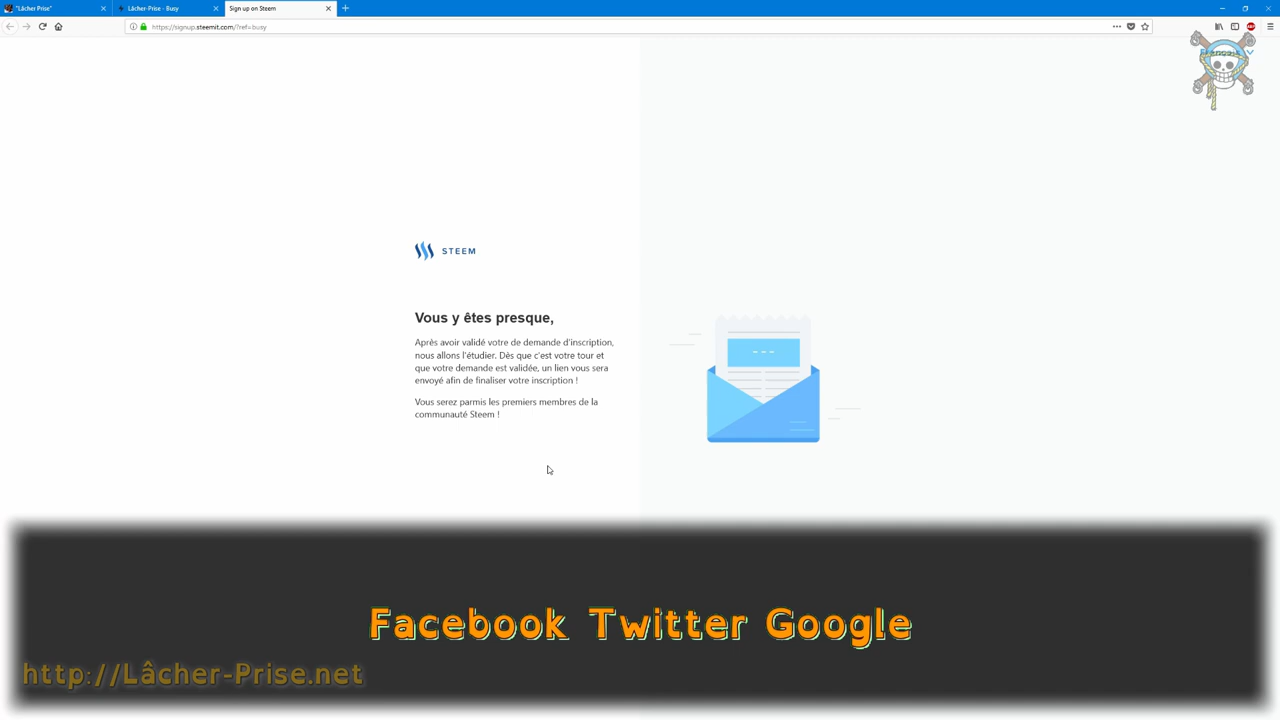 "Lâcher Prise"
Lâcher-Prise - Busy
Sign up on Steem
https://signup.steemit.com/?ref=busy
Français
STEEM
Vous y êtes presque,
Après avoir validé votre de demande d'inscription,
nous allons l'étudier. Dès que c'est votre tour et
que votre demande est validée, un lien vous sera
envoyé afin de finaliser votre inscription !
Vous serez parmis les premiers membres de la
communauté Steem !
Facebook Twitter Google
http://Lâcher-Prise.net